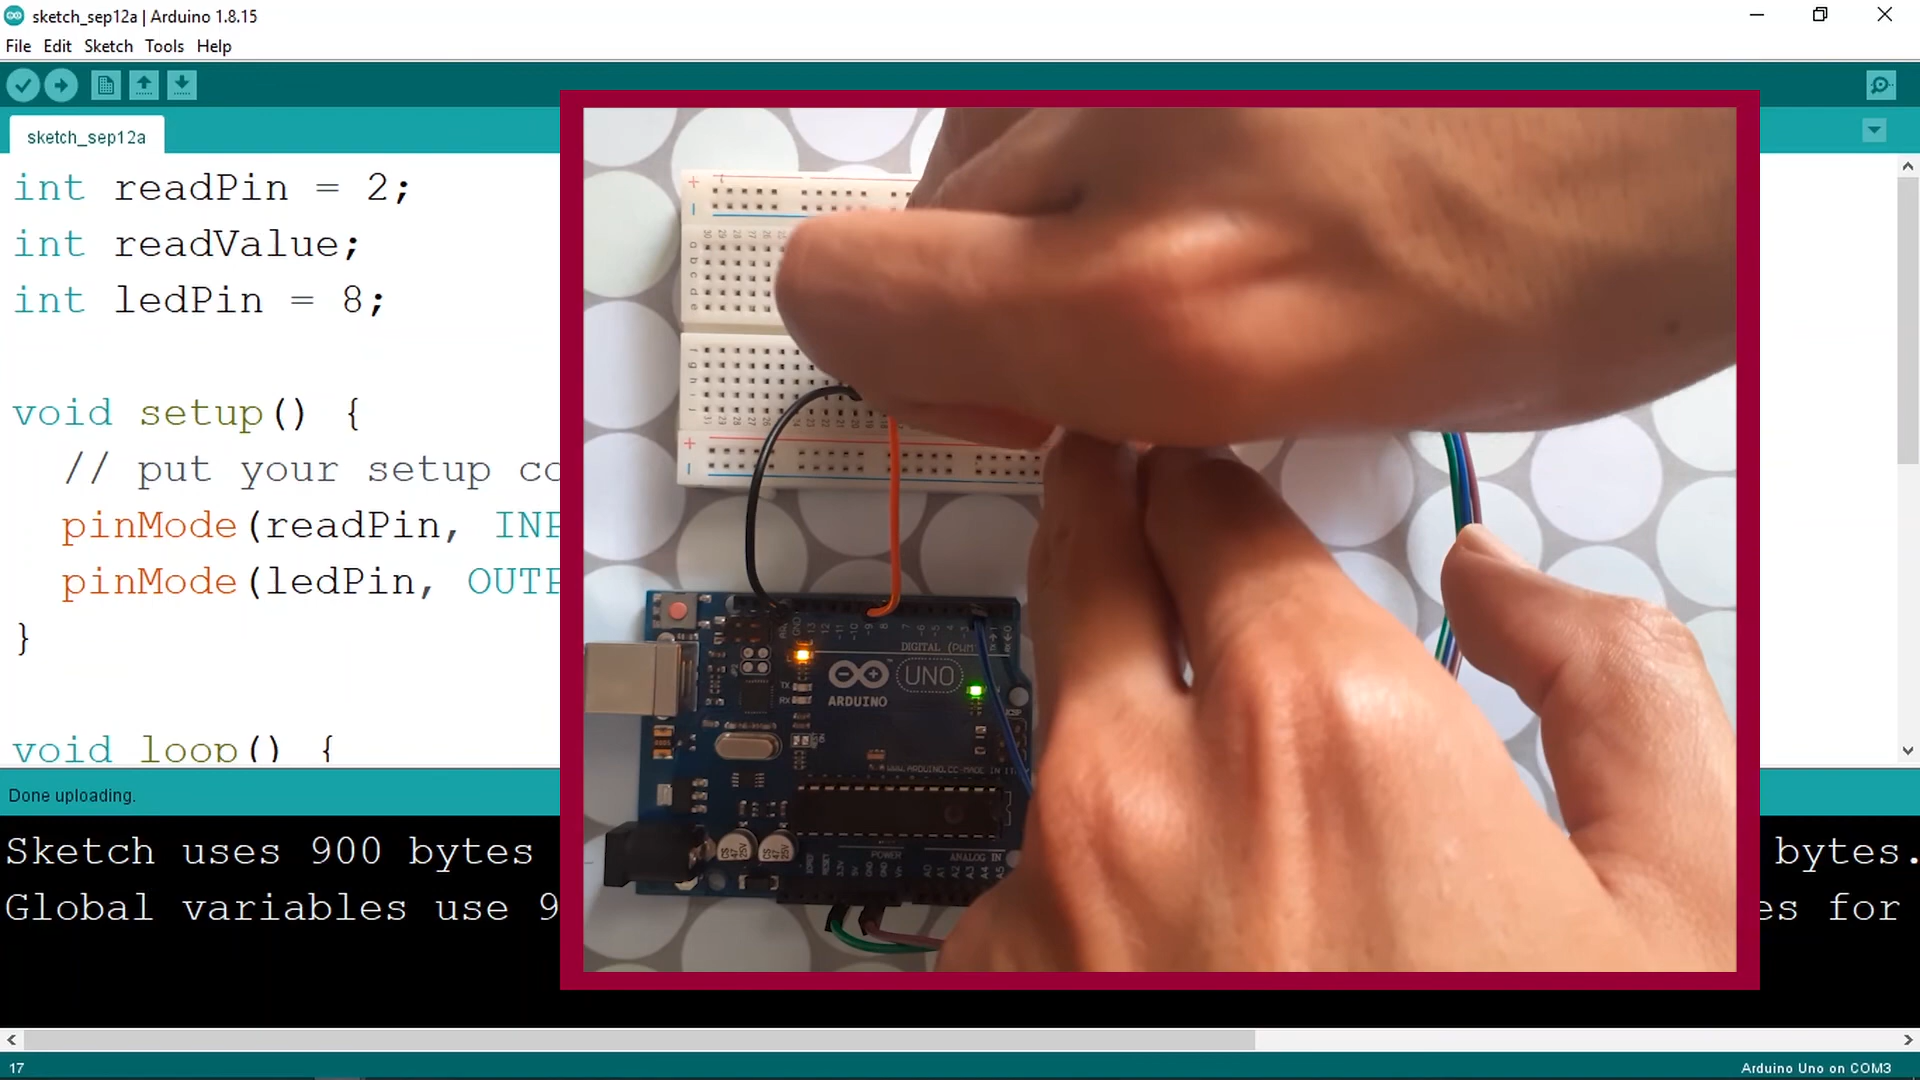 sketch_sep12a | Arduino 1.8.15
File Edit Sketch Tools Help
sketch_sep12a
int readPin = 2;
int readValue;
int ledPin = 8;
void setup() {
// put your setup co
pinMode(readPin, INP
pinMode(ledPin, OUTP
}
void loop() {
DIGITAL (PWM
UNO
ARDUINO
TX
RX
POWER
ANALOG IN
Done uploading.
Sketch uses 900 bytes
bytes.
Global variables use 9
es for
17
Arduino Uno on COM3